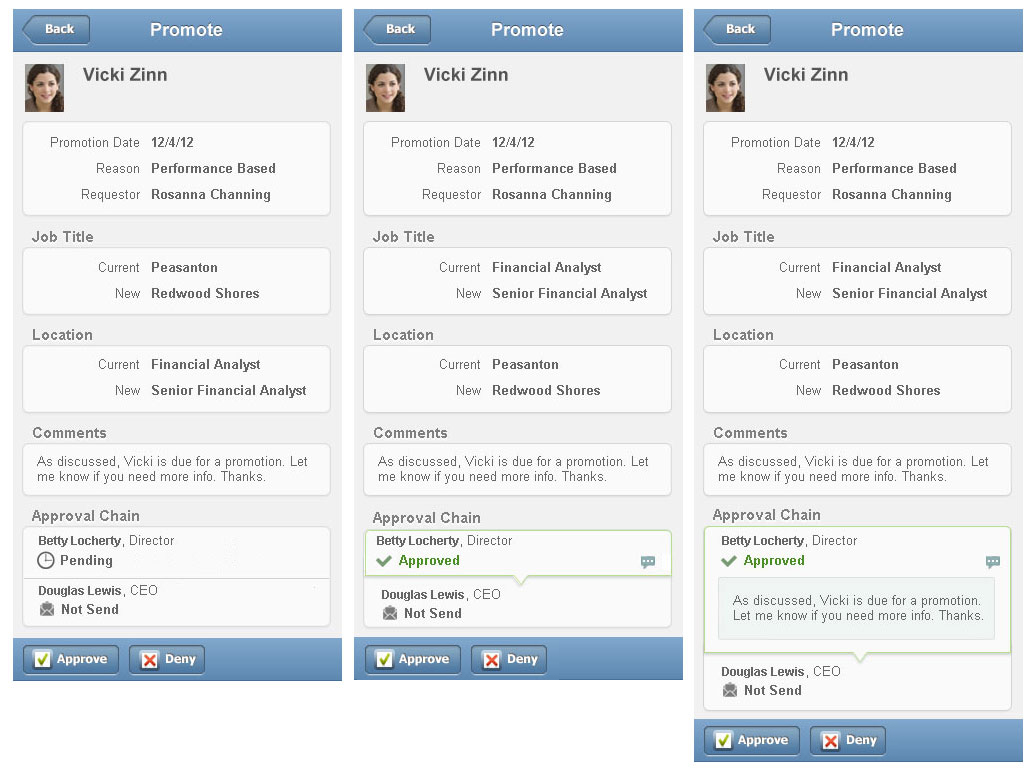 Back Promote
Vicki Zinn
Promotion Date 12/4/12
Reason Performance Based
Requestor Rosanna Channing
Job Title
Current Peasanton
New Redwood Shores
Location
Current Financial Analyst
New Senior Financial Analyst
Comments
As discussed, Vicki is due for a promotion. Let
me know if you need more info. Thanks.
Approval Chain
Betty Locherty, Director
Pending
Douglas Lewis, CEO
Not Send
Approve Deny
Back Promote
Vicki Zinn
Promotion Date 12/4/12
Reason Performance Based
Requestor Rosanna Channing
Job Title
Current Financial Analyst
New Senior Financial Analyst
Location
Current Peasanton
New Redwood Shores
Comments
As discussed, Vicki is due for a promotion. Let
me know if you need more info. Thanks.
Approval Chain
Betty Locherty, Director
Approved
Douglas Lewis, CEO
Not Send
Approve Deny
Back Promote
Vicki Zinn
Promotion Date 12/4/12
Reason Performance Based
Requestor Rosanna Channing
Job Title
Current Financial Analyst
New Senior Financial Analyst
Location
Current Peasanton
New Redwood Shores
Comments
As discussed, Vicki is due for a promotion. Let
me know if you need more info. Thanks.
Approval Chain
Betty Locherty, Director
Approved
As discussed, Vicki is due for a promotion.
Let me know if you need more info. Thanks.
Douglas Lewis, CEO
Not Send
Approve Deny